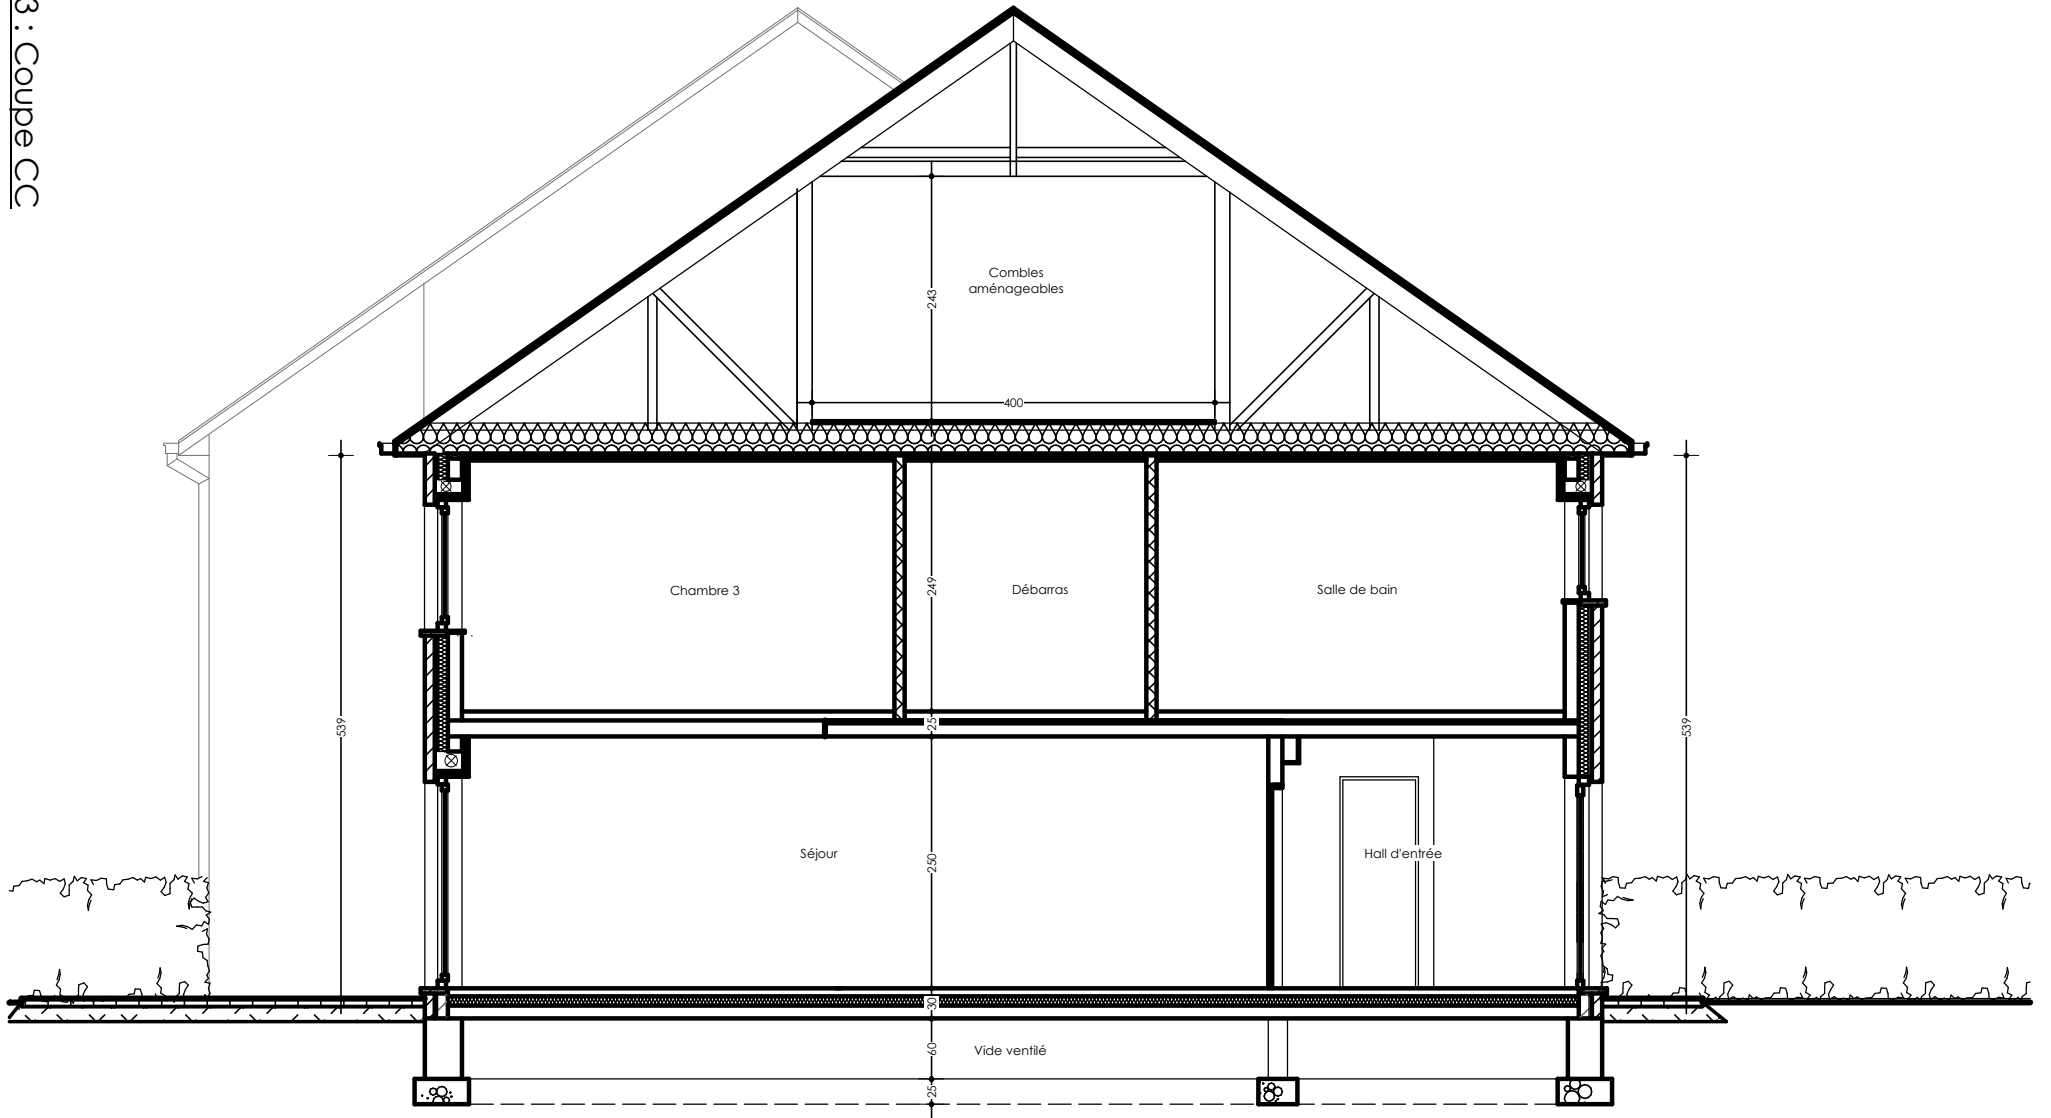 3 : Coupe CC
Combles
aménageables
243
400
Chambre 3
249
Débarras
Salle de bain
539
25
539
Séjour
250
Hall d'entrée
30
60
Vide ventilé
25